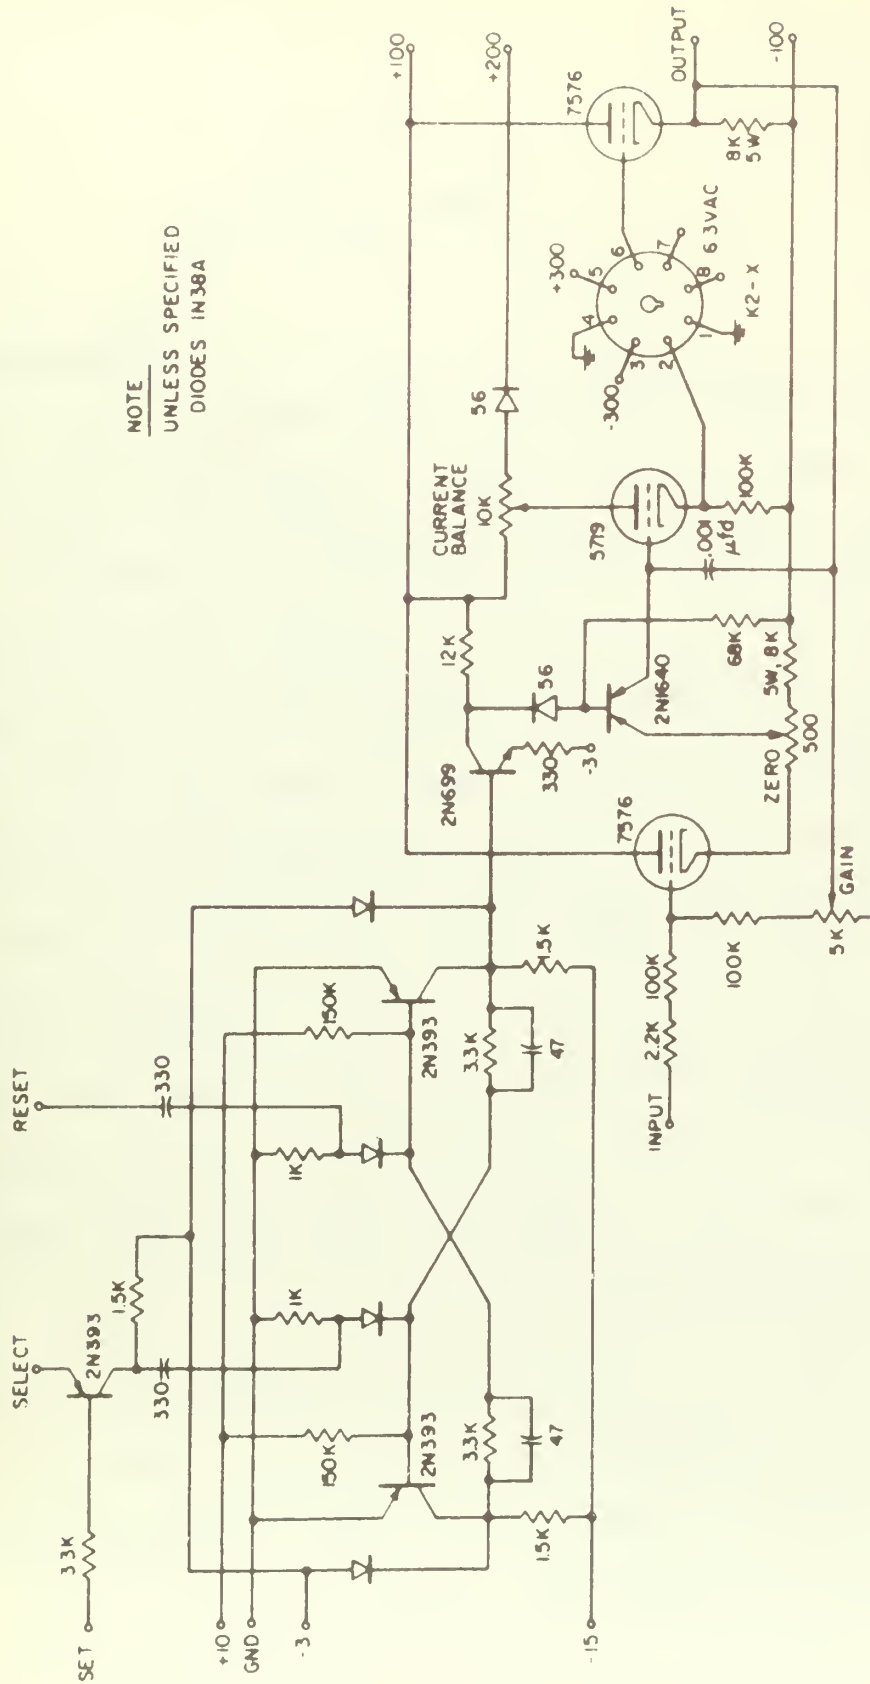 NOTE
UNLESS SPECIFIED
DIODES IN38A
SELECT
RESET
SET
3.3K
2N393
1.5K
330
330
+10
GND
-3
-15
150K
1K
1K
150K
2N393
2N393
3.3K
47
3.3K
47
1.5K
1.5K
+100
+200
CURRENT
BALANCE
10K
56
12K
2N699
330
-3
56
2N1640
68K
5719
.001
µfd
100K
+300
-300
1
2
3
4
5
6
7
8
6.3VAC
K2-X
7576
OUTPUT
8K
5W
-100
7576
ZERO
500
5W, 8K
INPUT
2.2K
100K
100K
5K
GAIN